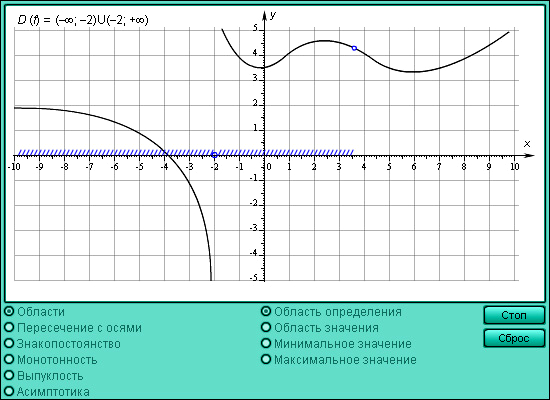 D (f) = (–∞; –2)U(–2; +∞)
y
5
4
3
2
1
x
-10 -9 -8 -7 -6 -5 -4 -3 -2 -1 0 1 2 3 4 5 6 7 8 9 10
-1
-2
-3
-4
-5
Области
Область определения
Стоп
Пересечение с осями
Область значения
Сброс
Знакопостоянство
Минимальное значение
Монотонность
Максимальное значение
Выпуклость
Асимптотика